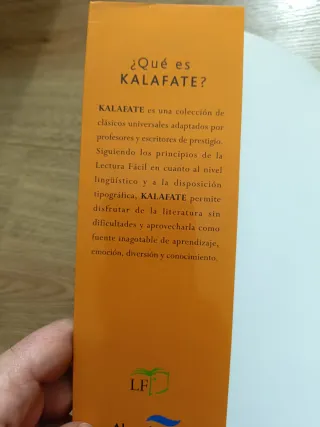 ¿Qué es
KALAFATE?
KALAFATE es una colección de
clásicos universales adaptados por
profesores y escritores de prestigio.
Siguiendo los principios de la
Lectura Fácil en cuanto al nivel
lingüístico y a la disposición
tipográfica, KALAFATE permite
disfrutar de la literatura sin
dificultades y aprovecharla como
fuente inagotable de aprendizaje,
emoción, diversión y conocimiento.
LF